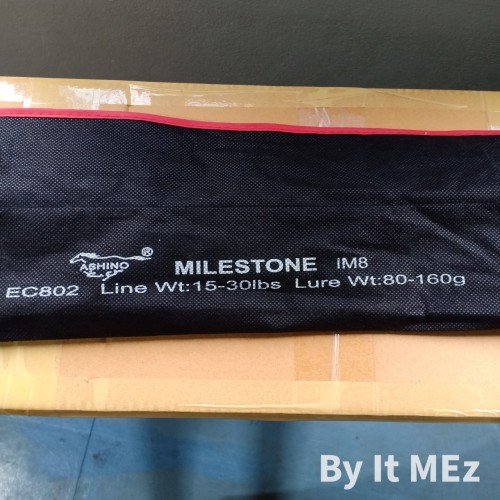 ASHINO ® MILESTONE IM8
EC802 Line Wt:15-30lbs Lure Wt:80-160g
By It MEz